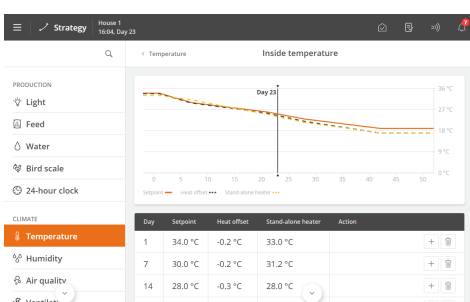 Strategy
House 1
16:04, Day 23
7
Temperature
Inside temperature
PRODUCTION
Light
Feed
Water
Bird scale
24-hour clock
CLIMATE
Temperature
Humidity
Air quality
Day 23
36 °C
27 °C
18 °C
9 °C
0 °C
0 5 10 15 20 25 30 35 40 45 50
Setpoint Heat offset Stand-alone heater
Day Setpoint Heat offset Stand-alone heater Action
1 34.0 °C -0.2 °C 33.0 °C +
7 30.0 °C -0.2 °C 31.2 °C +
14 28.0 °C -0.3 °C 28.0 °C +